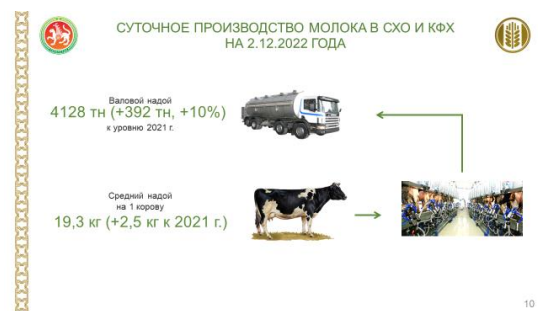 СУТОЧНОЕ ПРОИЗВОДСТВО МОЛОКА В СХО И КФХ
НА 2.12.2022 ГОДА
Валовой надой
4128 тн (+392 тн, +10%)
к уровню 2021 г.
Средний надой
на 1 корову
19,3 кг (+2,5 кг к 2021 г.)
10